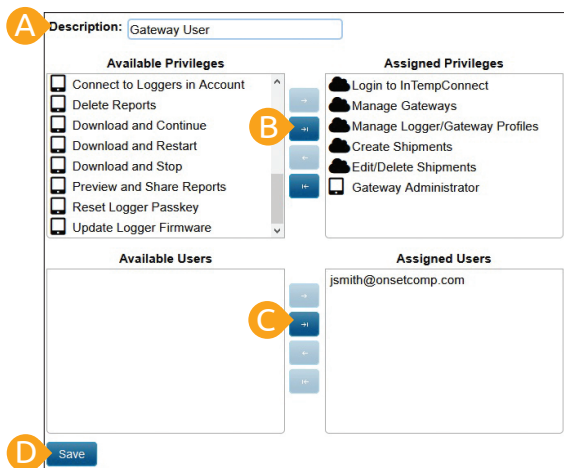 A Description: Gateway User
Available Privileges
Connect to Loggers in Account
Delete Reports
Download and Continue
Download and Restart
Download and Stop
Preview and Share Reports
Reset Logger Passkey
Update Logger Firmware
B
Assigned Privileges
Login to InTempConnect
Manage Gateways
Manage Logger/Gateway Profiles
Create Shipments
Edit/Delete Shipments
Gateway Administrator
Available Users
C
Assigned Users
jsmith@onsetcomp.com
D Save